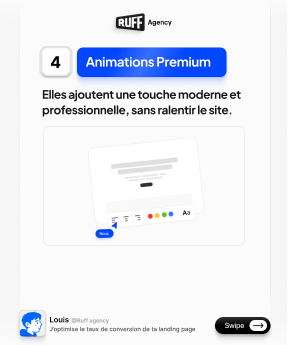 RUFF Agency
4
Animations Premium
Elles ajoutent une touche moderne et
professionnelle, sans ralentir le site.
Aa
Louis @Ruff agency
J'optimise le taux de conversion de ta landing page
Swipe